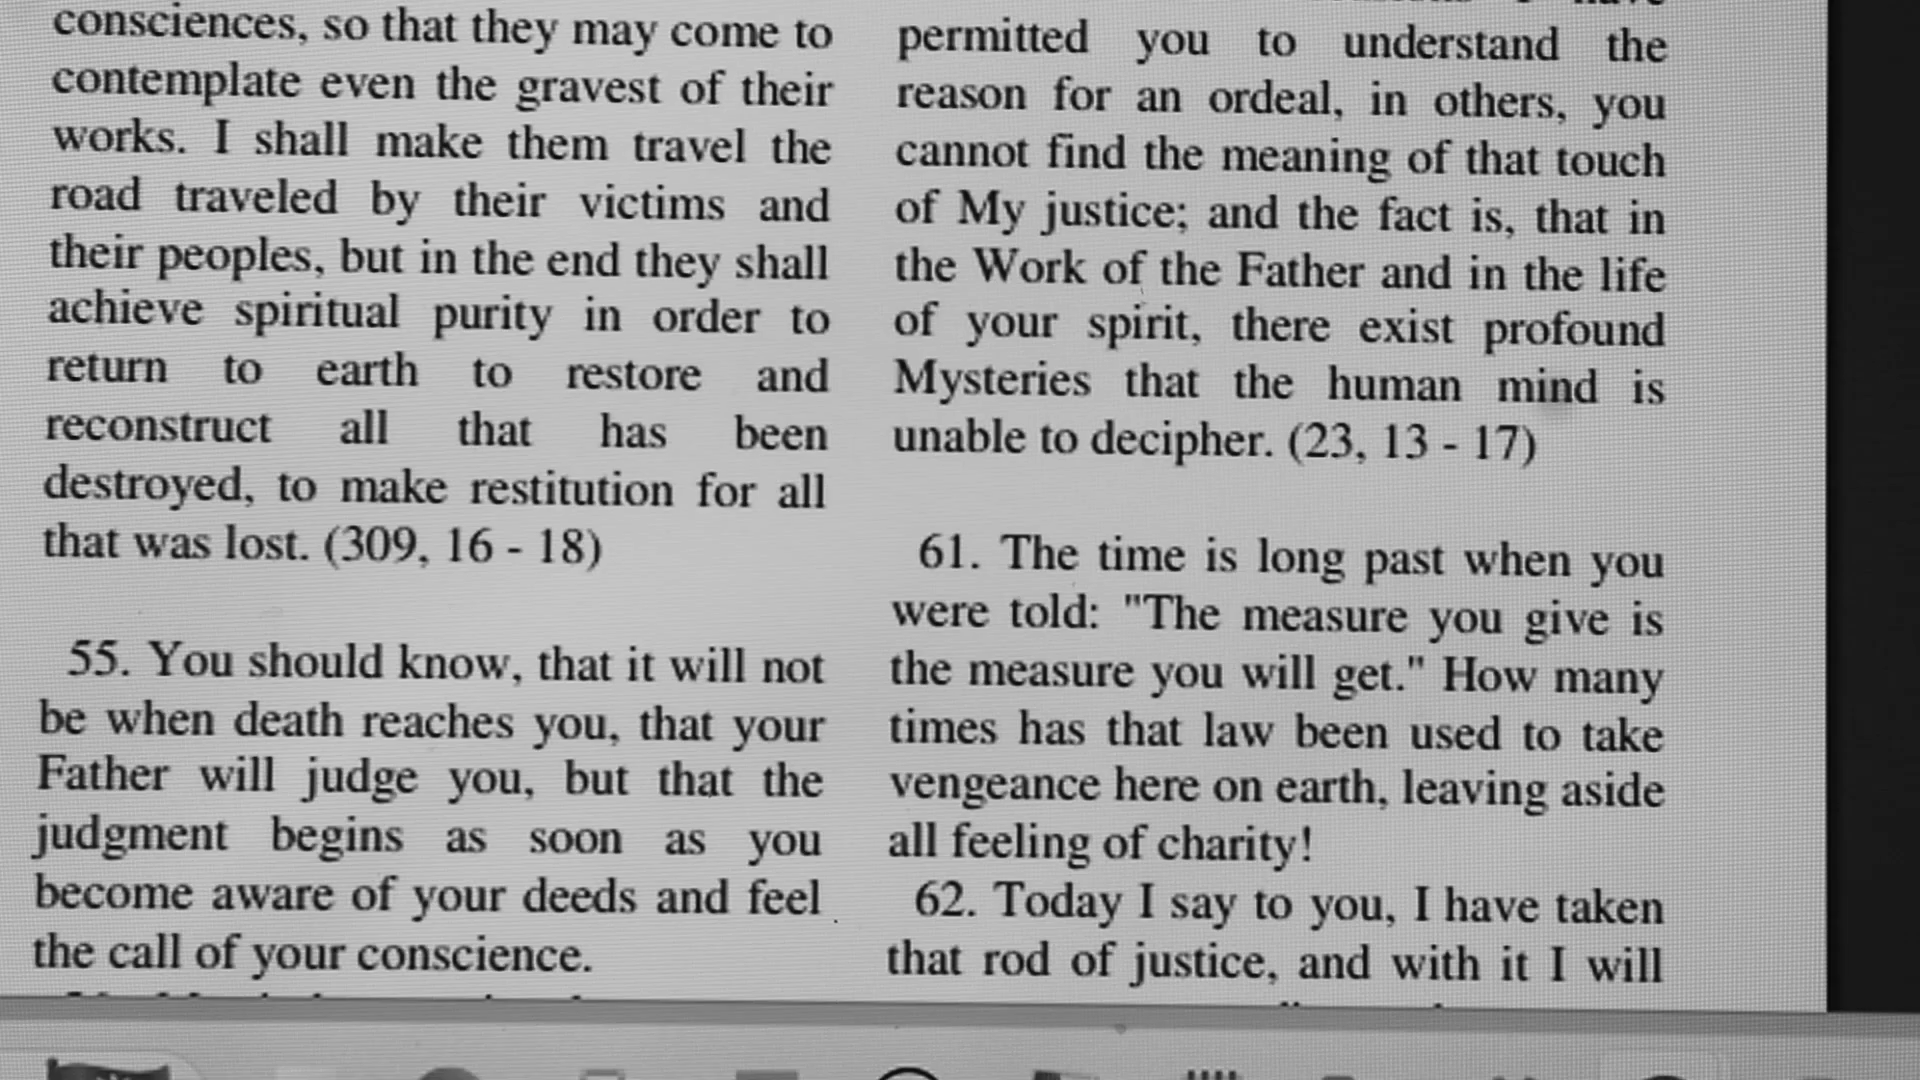 consciences, so that they may come to
contemplate even the gravest of their
works. I shall make them travel the
road traveled by their victims and
their peoples, but in the end they shall
achieve spiritual purity in order to
return to earth to restore and
reconstruct all that has been
destroyed, to make restitution for all
that was lost. (309, 16 - 18)
55. You should know, that it will not
be when death reaches you, that your
Father will judge you, but that the
judgment begins as soon as you
become aware of your deeds and feel
the call of your conscience.
have
permitted you to understand the
reason for an ordeal, in others, you
cannot find the meaning of that touch
of My justice; and the fact is, that in
the Work of the Father and in the life
of your spirit, there exist profound
Mysteries that the human mind is
unable to decipher. (23, 13 - 17)
61. The time is long past when you
were told: "The measure you give is
the measure you will get." How many
times has that law been used to take
vengeance here on earth, leaving aside
all feeling of charity!
62. Today I say to you, I have taken
that rod of justice, and with it I will